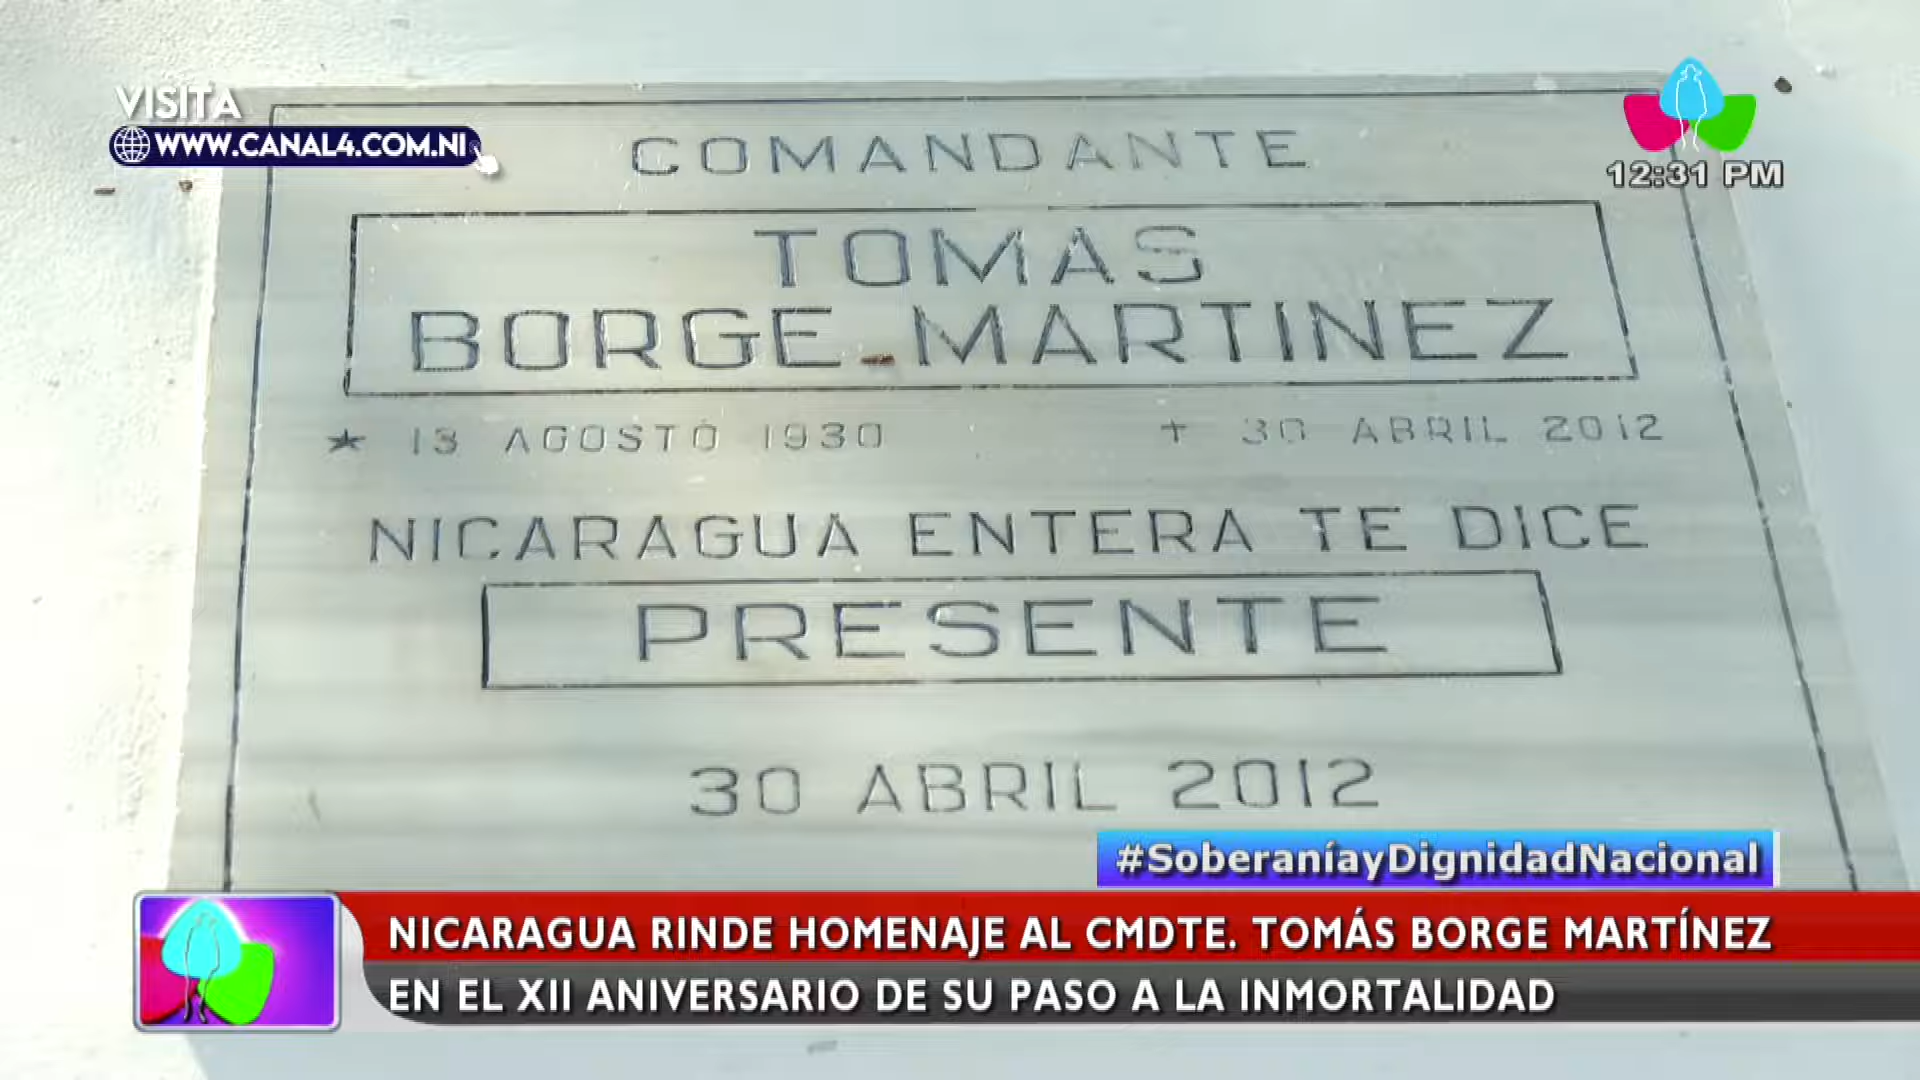 VISITA
WWW.CANAL4.COM.NI
12:31 PM
COMANDANTE
TOMAS
BORGE MARTINEZ
★ 13 AGOSTO 1930 + 30 ABRIL 2012
NICARAGUA ENTERA TE DICE
PRESENTE
30 ABRIL 2012
#SoberaníayDignidadNacional
NICARAGUA RINDE HOMENAJE AL CMDTE. TOMÁS BORGE MARTÍNEZ
EN EL XII ANIVERSARIO DE SU PASO A LA INMORTALIDAD